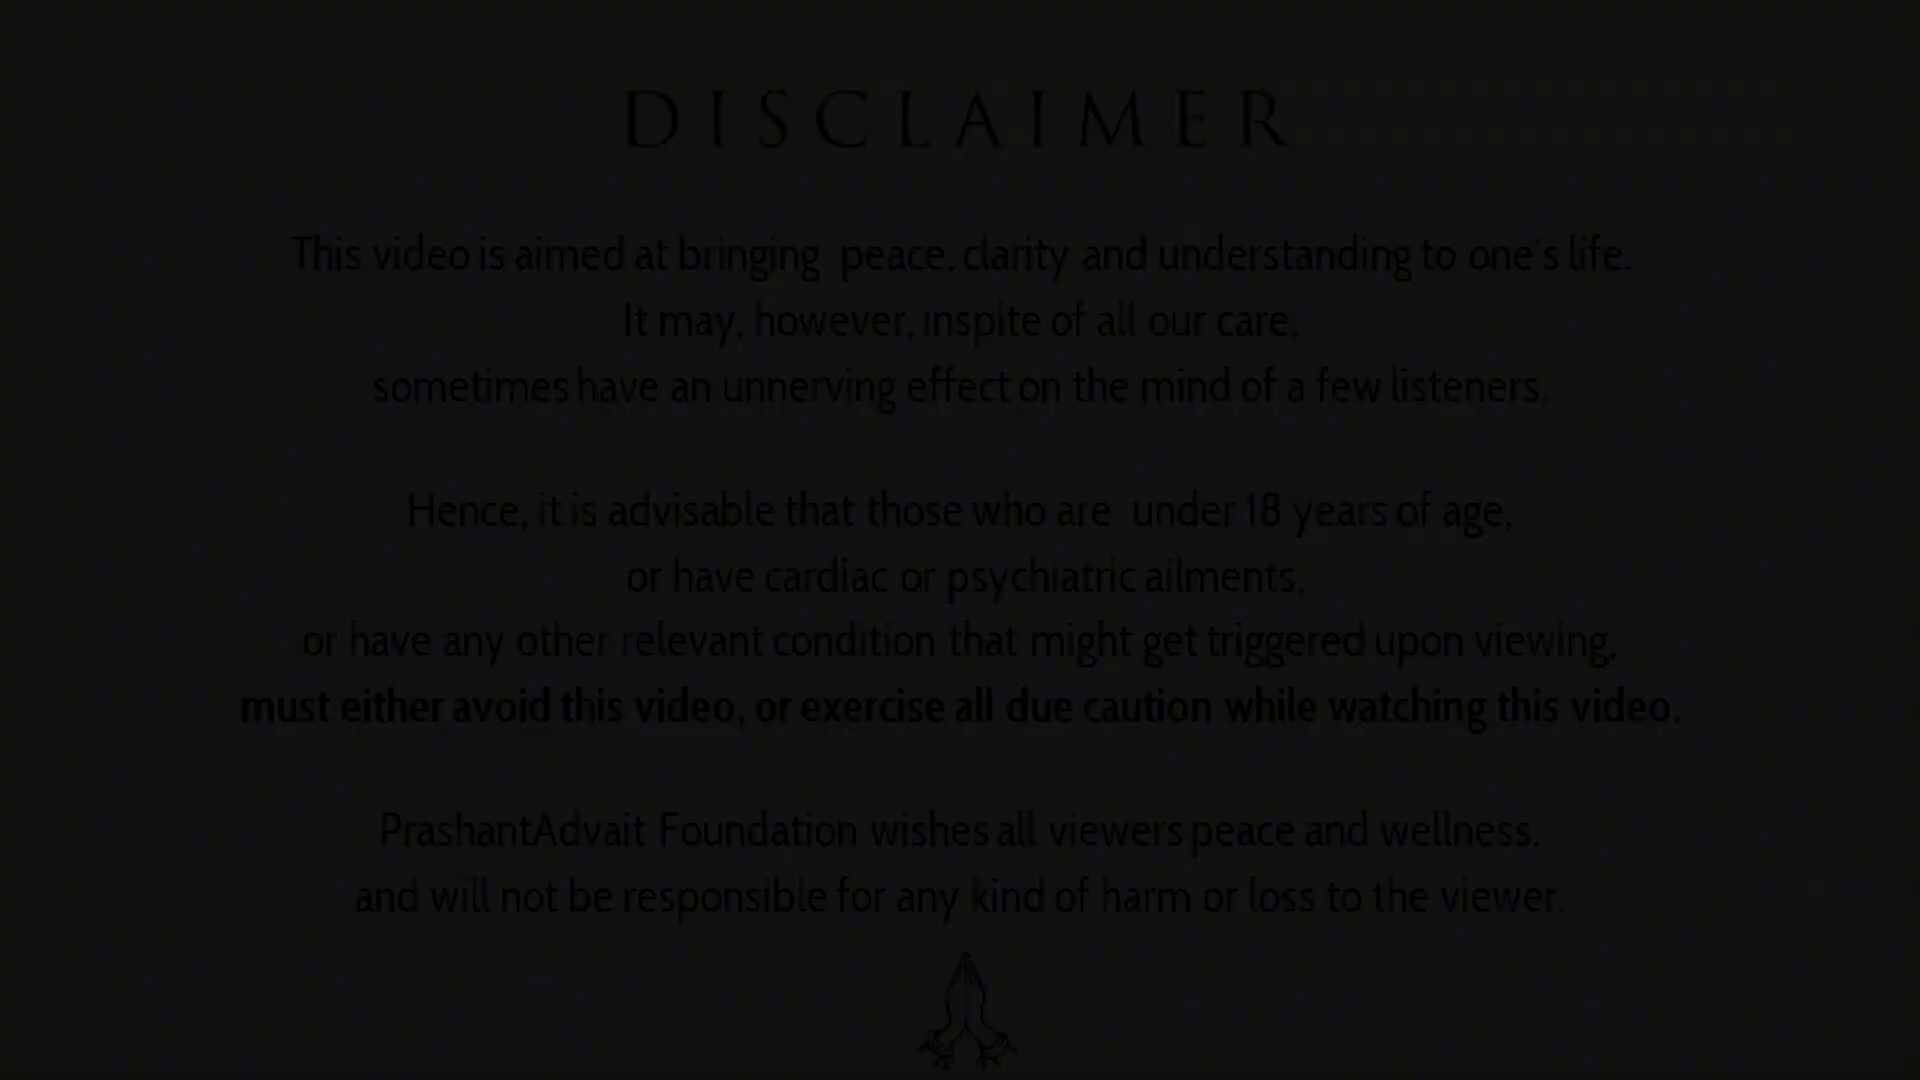 DISCLAIMER
This video is aimed at bringing peace, clarity and understanding to one's life.
It may, however, inspite of all our care,
sometimes have an unnerving effect on the mind of a few listeners.
Hence, it is advisable that those who are under 18 years of age,
or have cardiac or psychiatric ailments,
or have any other relevant condition that might get triggered upon viewing,
must either avoid this video, or exercise all due caution while watching this video.
PrashantAdvait Foundation wishes all viewers peace and wellness,
and will not be responsible for any kind of harm or loss to the viewer.